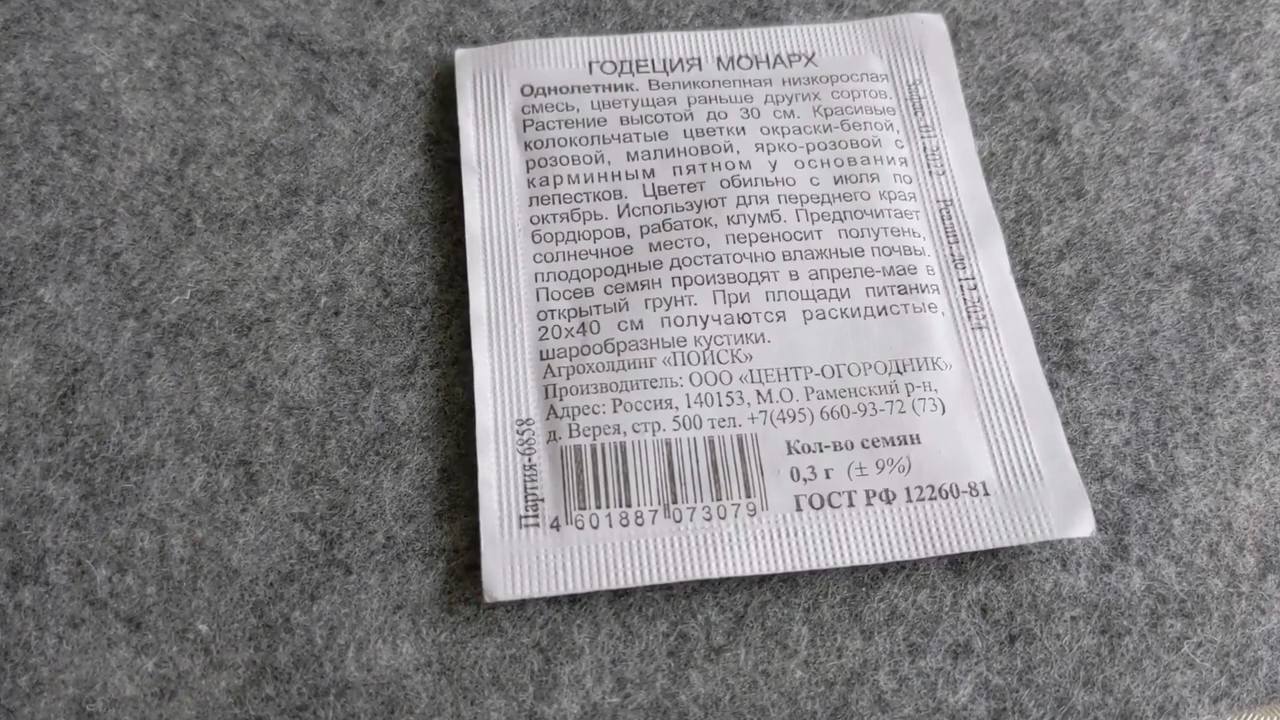 ГОДЕЦИЯ МОНАРХ
Однолетник. Великолепная низкорослая
смесь, цветущая раньше других сортов.
Растение высотой до 30 см. Красивые
колокольчатые цветки окраски-белой,
розовой, малиновой, ярко-розовой с
карминным пятном у основания
лепестков. Цветет обильно с июля по
октябрь. Используют для переднего края
бордюров, рабаток, клумб. Предпочитает
солнечное место, переносит полутень,
плодородные достаточно влажные почвы.
Посев семян производят в апреле-мае в
открытый грунт. При площади питания
20х40 см получаются раскидистые,
шарообразные кустики.
Агрохолдинг «ПОИСК»
Производитель: ООО «ЦЕНТР-ОГОРОДНИК»
Адрес: Россия, 140153, М.О. Раменский р-н,
д. Верея, стр. 500 тел. +7(495) 660-93-72 (73)
Кол-во семян
0,3 г (± 9%)
ГОСТ РФ 12260-81
4 601887 073079
Партия-6858
Реализ. до